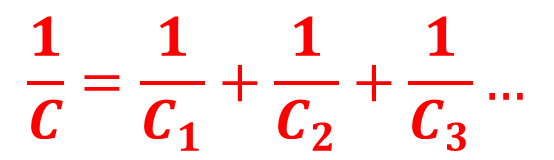 1/C = 1/C₁ + 1/C₂ + 1/C₃ ...